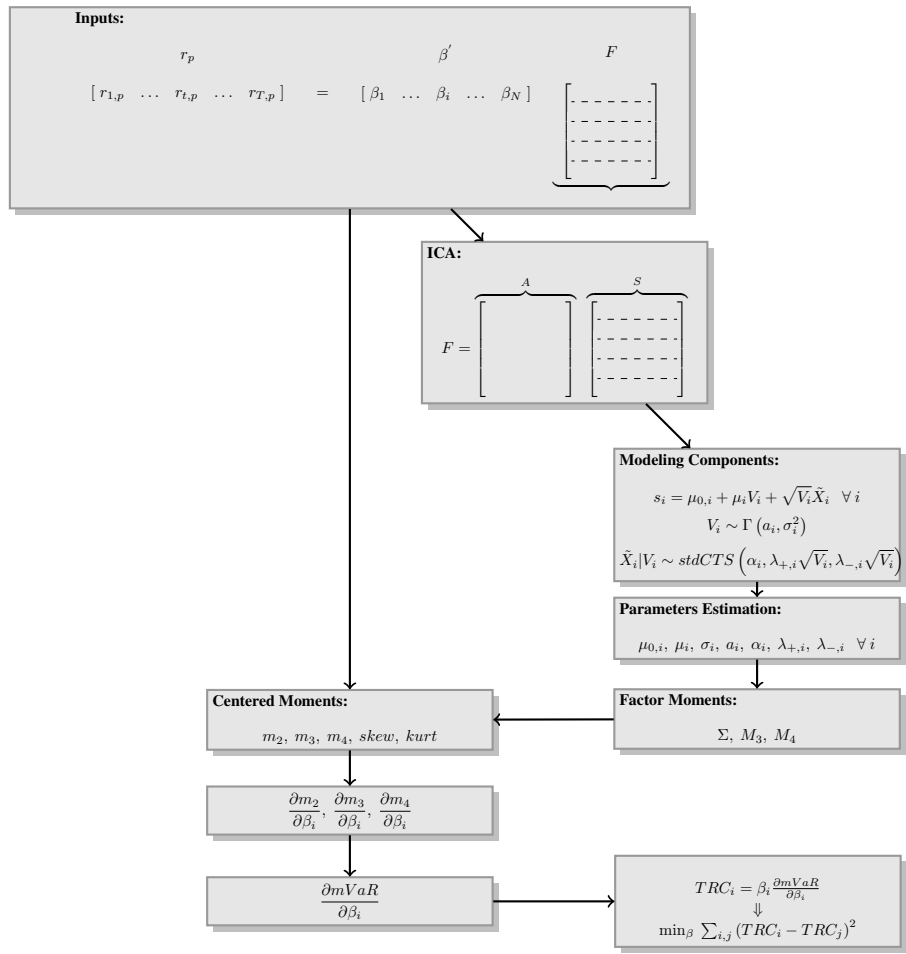 Inputs:
r_p β′ F
[ r_{1,p} … r_{t,p} … r_{T,p} ] = [ β_1 … β_i … β_N ]
ICA:
A S
F =
Modeling Components:
s_i = μ_{0,i} + μ_i V_i + √V_i X̃_i ∀ i
V_i ∼ Γ (a_i, σ_i^2)
X̃_i|V_i ∼ stdCTS (α_i, λ_{+,i}√V_i, λ_{−,i}√V_i)
Parameters Estimation:
μ_{0,i}, μ_i, σ_i, a_i, α_i, λ_{+,i}, λ_{−,i} ∀ i
Centered Moments:
m_2, m_3, m_4, skew, kurt
Factor Moments:
Σ, M_3, M_4
∂m_2/∂β_i, ∂m_3/∂β_i, ∂m_4/∂β_i
∂mVaR/∂β_i
TRC_i = β_i ∂mVaR/∂β_i
⇓
min_β ∑_{i,j} (TRC_i − TRC_j)^2